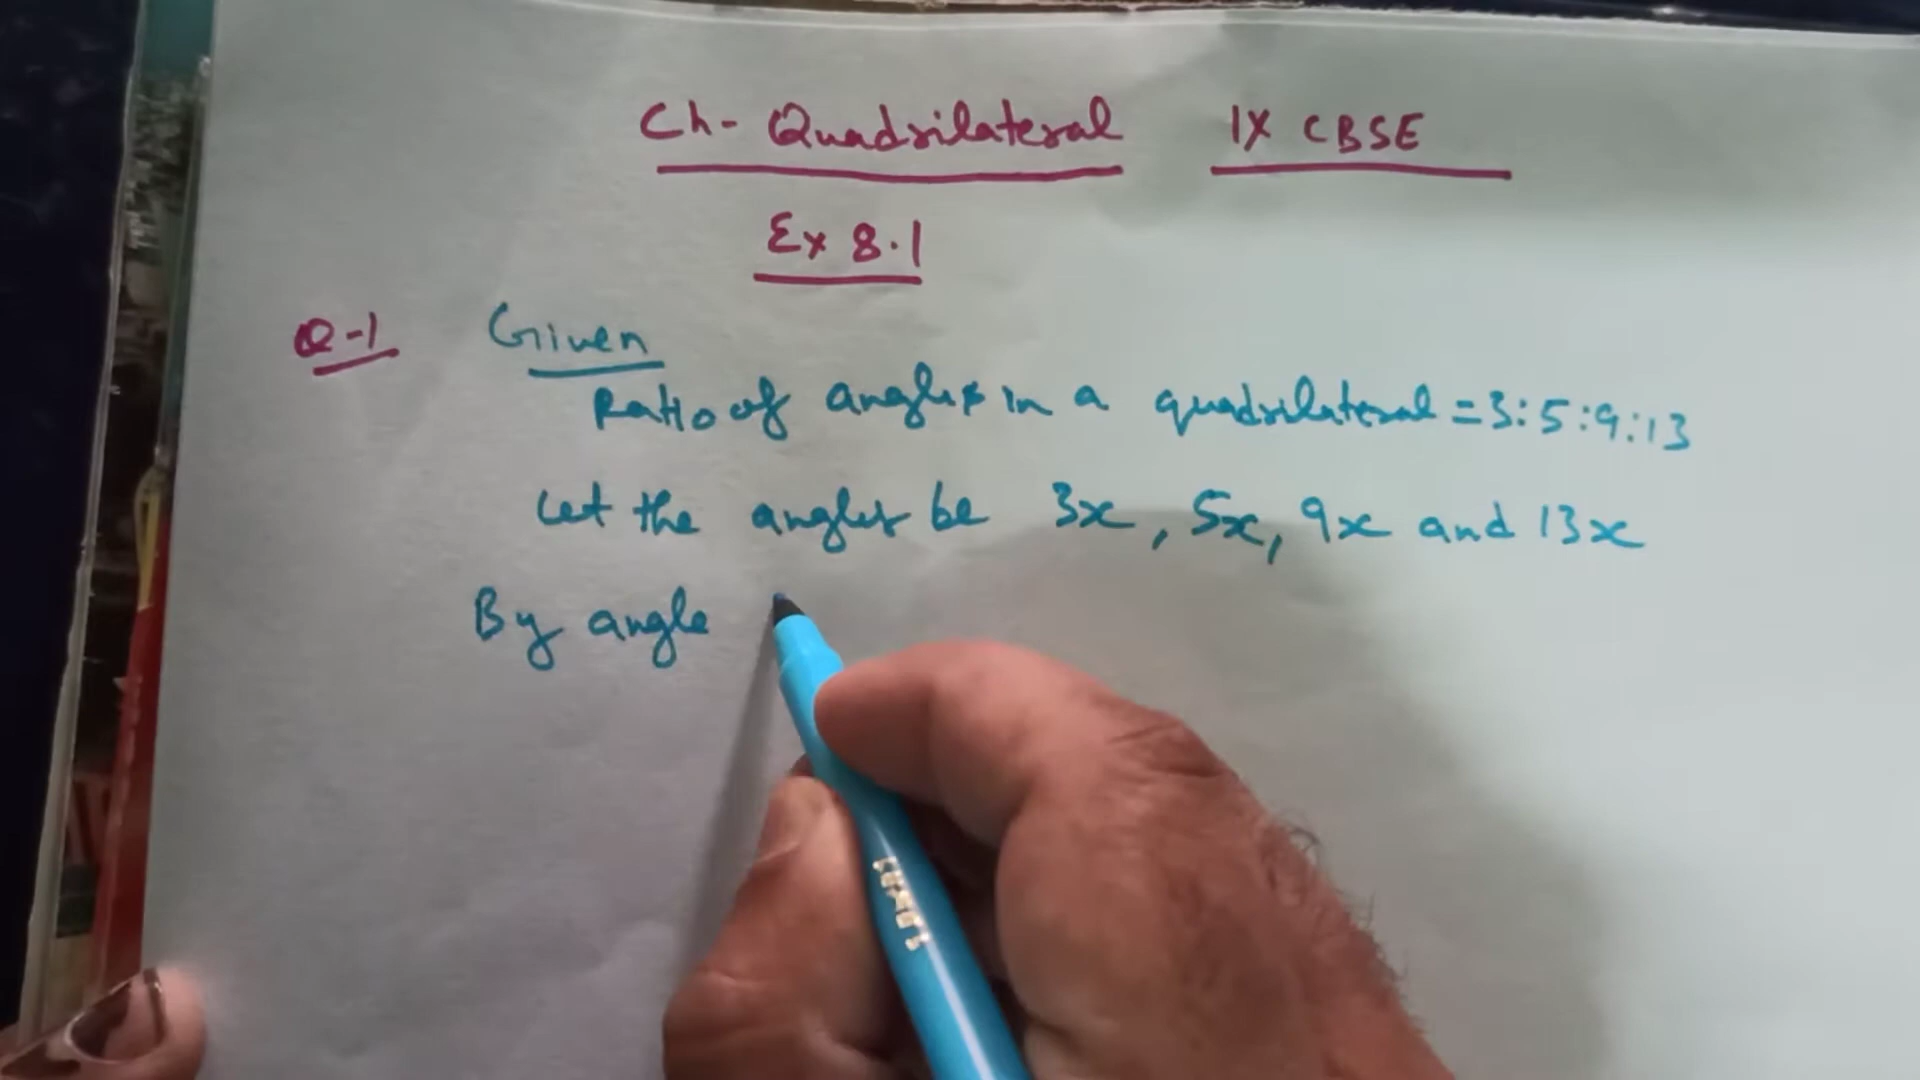 Ch- Quadrilateral IX CBSE
Ex 8.1
Q-1 Given
Ratio of angles in a quadrilateral = 3:5:9:13
Let the angles be 3x, 5x, 9x and 13x
By angle